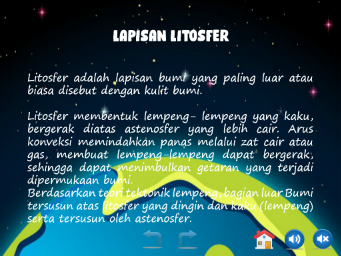 LAPISAN LITOSFER
Litosfer adalah lapisan bumi yang paling luar atau
biasa disebut dengan kulit bumi.
Litosfer membentuk lempeng- lempeng yang kaku,
bergerak diatas astenosfer yang lebih cair. Arus
konveksi memindahkan panas melalui zat cair atau
gas, membuat lempeng-lempeng dapat bergerak,
sehingga dapat menimbulkan getaran yang terjadi
dipermukaan bumi.
Berdasarkan teori tektonik lempeng, bagian luar Bumi
tersusun atas litosfer yang dingin dan kaku (lempeng)
serta tersusun oleh astenosfer.